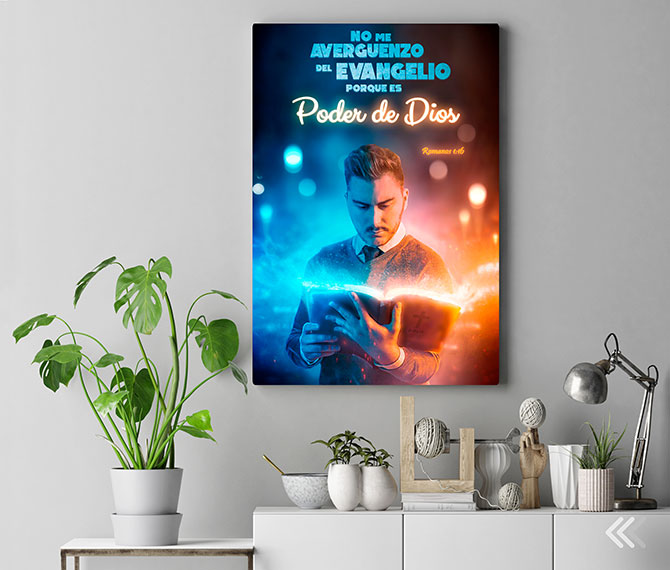 NO ME
AVERGUENZO
DEL EVANGELIO
PORQUE ES
Poder de Dios
Romanos 1:16